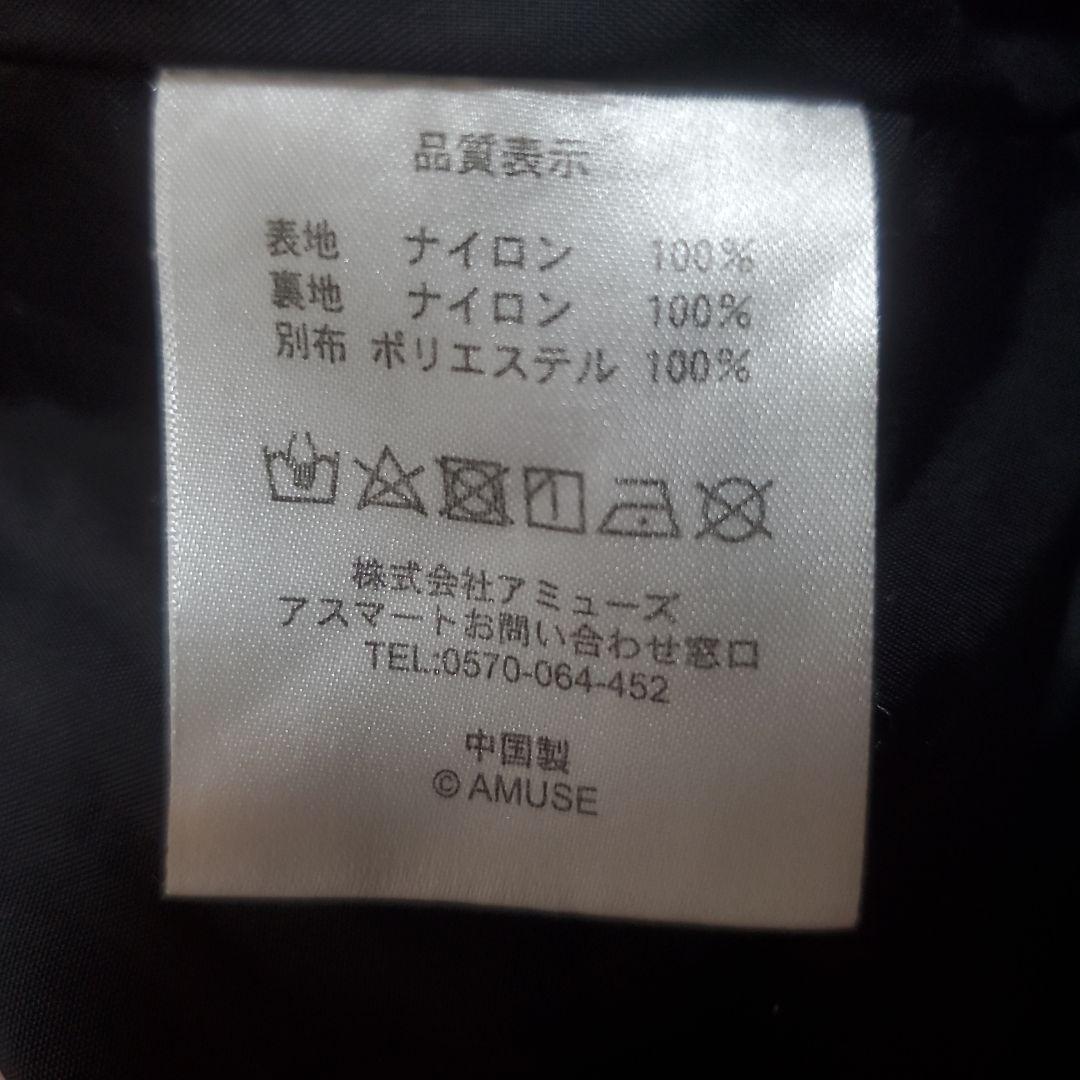 品質表示
表地 ナイロン 100%
裏地 ナイロン 100%
別布 ポリエステル 100%
株式会社アミューズ
アスマートお問い合わせ窓口
TEL:0570-064-452
中国製
© AMUSE